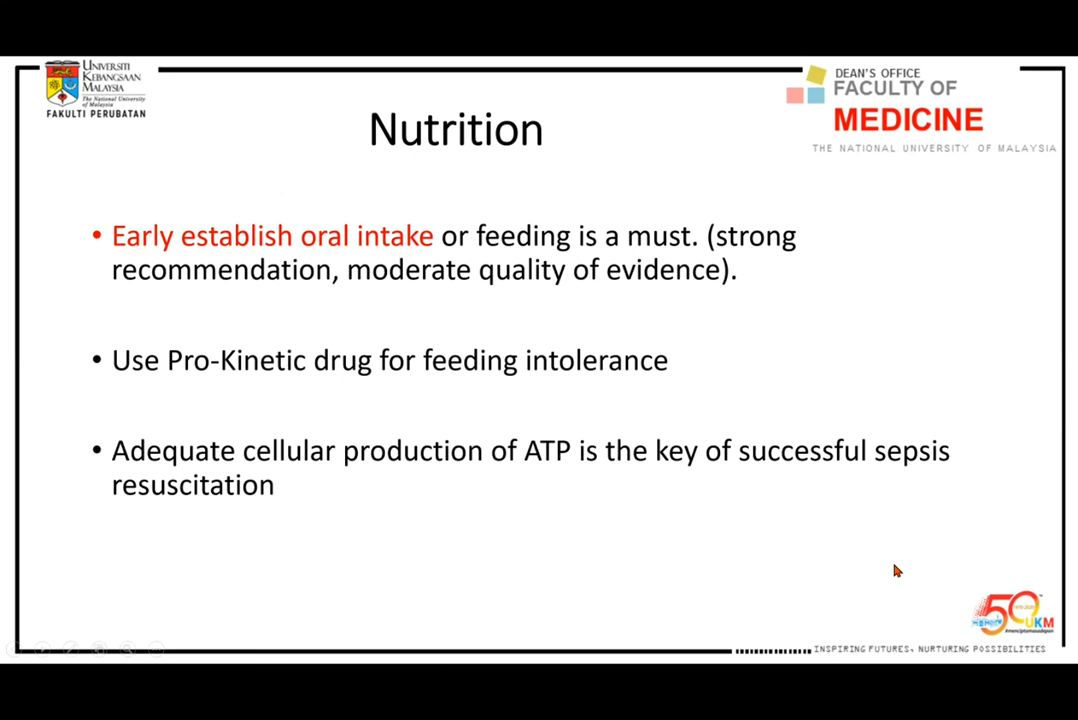 UNIVERSITI
KEBANGSAAN
MALAYSIA
The National University
of Malaysia
FAKULTI PERUBATAN
DEAN'S OFFICE
FACULTY OF
MEDICINE
THE NATIONAL UNIVERSITY OF MALAYSIA
Nutrition
• Early establish oral intake or feeding is a must. (strong
recommendation, moderate quality of evidence).
• Use Pro-Kinetic drug for feeding intolerance
• Adequate cellular production of ATP is the key of successful sepsis
resuscitation
50
UKM
INSPIRING FUTURES, NURTURING POSSIBILITIES